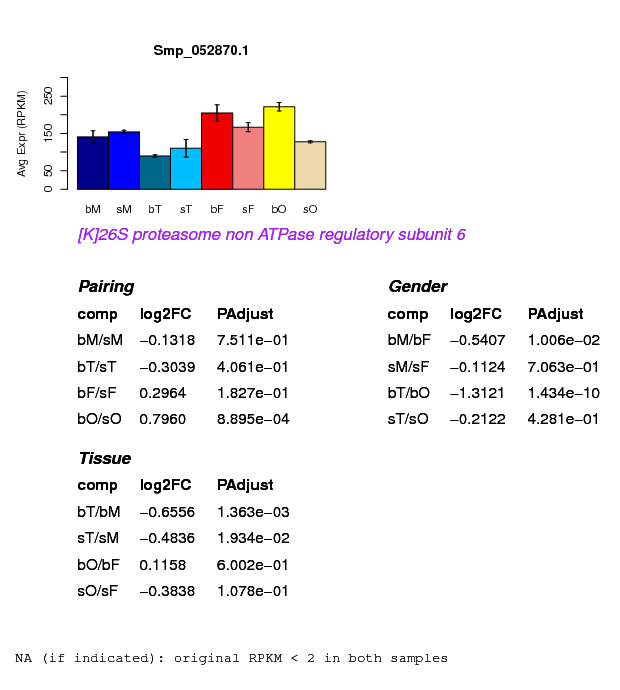 Smp_052870.1
Avg Expr (RPKM)
250
150
50
0
bM sM bT sT bF sF bO sO
[K]26S proteasome non ATPase regulatory subunit 6
Pairing
comp log2FC PAdjust
bM/sM −0.1318 7.511e−01
bT/sT −0.3039 4.061e−01
bF/sF 0.2964 1.827e−01
bO/sO 0.7960 8.895e−04
Gender
comp log2FC PAdjust
bM/bF −0.5407 1.006e−02
sM/sF −0.1124 7.063e−01
bT/bO −1.3121 1.434e−10
sT/sO −0.2122 4.281e−01
Tissue
comp log2FC PAdjust
bT/bM −0.6556 1.363e−03
sT/sM −0.4836 1.934e−02
bO/bF 0.1158 6.002e−01
sO/sF −0.3838 1.078e−01
NA (if indicated): original RPKM < 2 in both samples